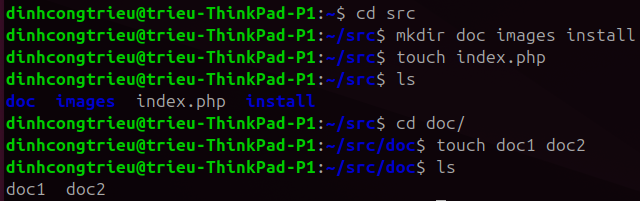 dinhcongtrieu@trieu-ThinkPad-P1:~$ cd src
dinhcongtrieu@trieu-ThinkPad-P1:~/src$ mkdir doc images install
dinhcongtrieu@trieu-ThinkPad-P1:~/src$ touch index.php
dinhcongtrieu@trieu-ThinkPad-P1:~/src$ ls
doc  images  index.php  install
dinhcongtrieu@trieu-ThinkPad-P1:~/src$ cd doc/
dinhcongtrieu@trieu-ThinkPad-P1:~/src/doc$ touch doc1 doc2
dinhcongtrieu@trieu-ThinkPad-P1:~/src/doc$ ls
doc1  doc2